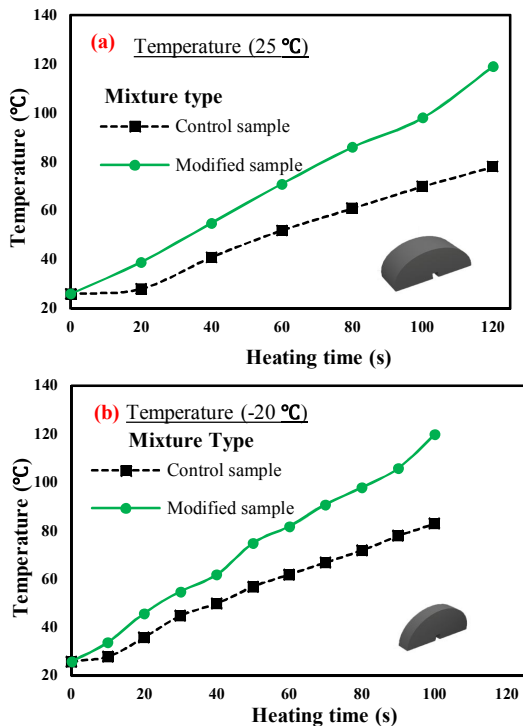 (a) Temperature (25 ℃)
Mixture type
Control sample
Modified sample
Temperature (℃)
140
120
100
80
60
40
20
0 20 40 60 80 100 120
Heating time (s)
(b) Temperature (-20 ℃)
Mixture Type
Control sample
Modified sample
Temperature (℃)
140
120
100
80
60
40
20
0 20 40 60 80 100 120
Heating time (s)